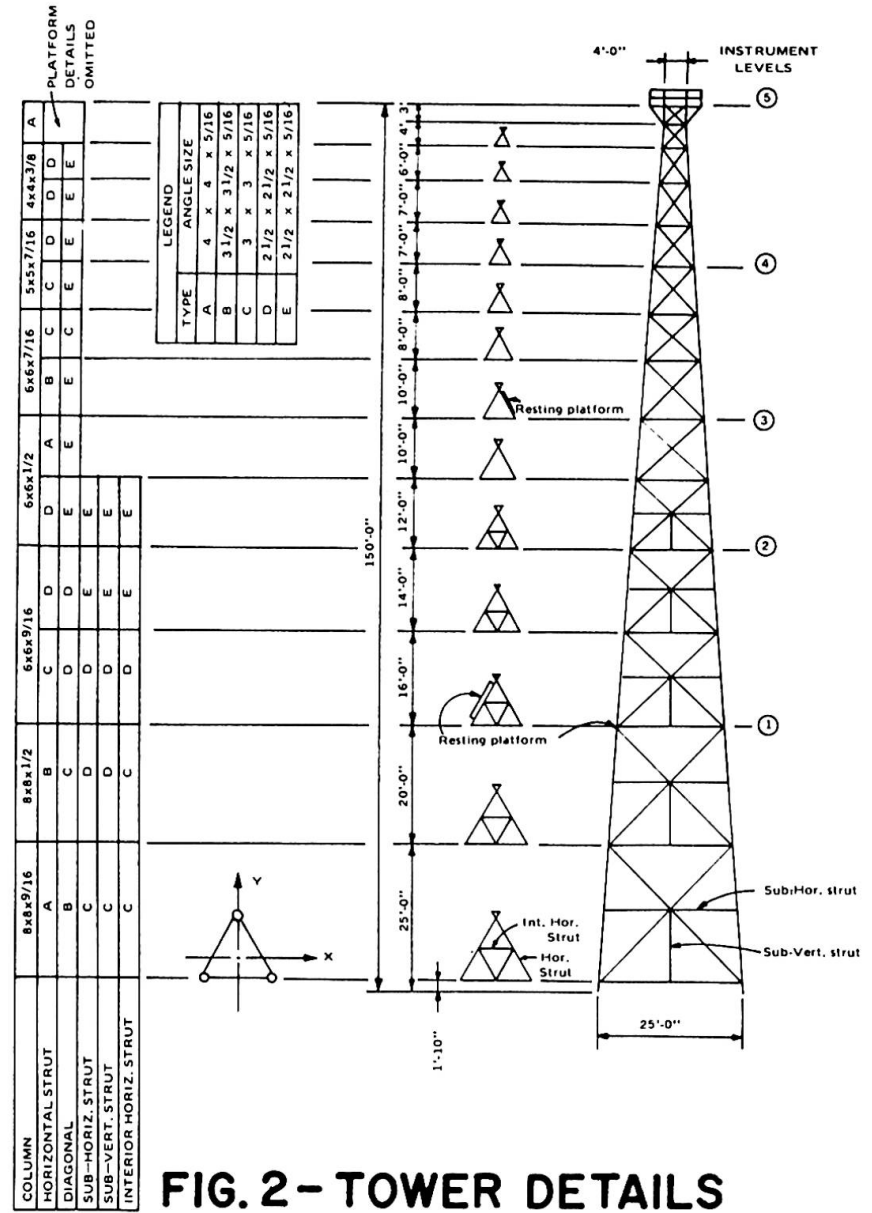 PLATFORM
DETAILS
OMITTED
COLUMN 8x8x9/16 8x8x1/2 6x6x9/16 6x6x1/2 6x6x7/16 5x5x7/16 4x4x3/8 A
HORIZONTAL STRUT A B C D D A B C C D D D
DIAGONAL B C D D E E E C E E E E
SUB-HORIZ. STRUT C D D E E
SUB-VERT. STRUT C D D E E
INTERIOR HORIZ. STRUT C C D E E
LEGEND
TYPE ANGLE SIZE
A 4 x 4 x 5/16
B 3 1/2 x 3 1/2 x 5/16
C 3 x 3 x 5/16
D 2 1/2 x 2 1/2 x 5/16
E 2 1/2 x 2 1/2 x 5/16
Y
X
150'-0"
3'
4'
6'-0"
7'-0"
7'-0"
8'-0"
8'-0"
10'-0"
10'-0"
12'-0"
14'-0"
16'-0"
20'-0"
25'-0"
1'-10"
Resting platform
Resting platform
Int. Hor.
Strut
Hor.
Strut
4'-0"
INSTRUMENT
LEVELS
5
4
3
2
1
Sub-Hor. strut
Sub-Vert. strut
25'-0"
FIG. 2 - TOWER DETAILS